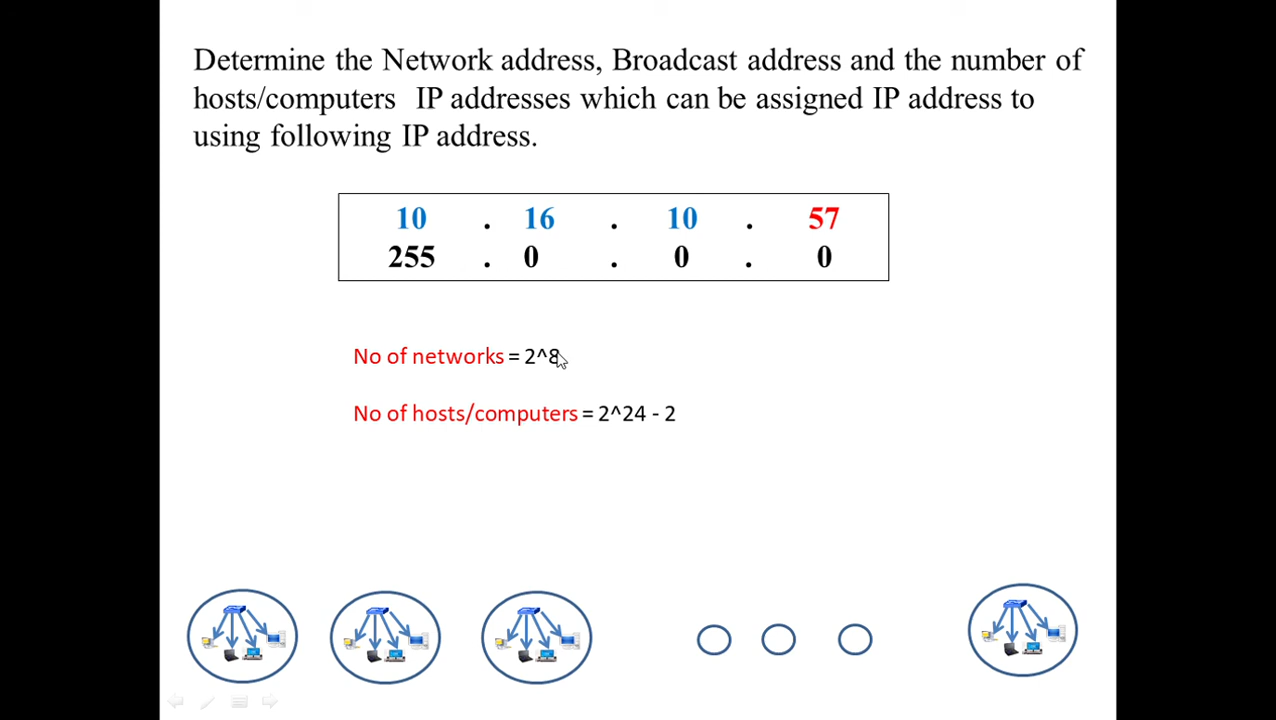 Determine the Network address, Broadcast address and the number of
hosts/computers IP addresses which can be assigned IP address to
using following IP address.
10 . 16 . 10 . 57
255 . 0 . 0 . 0
No of networks = 2^8
No of hosts/computers = 2^24 - 2